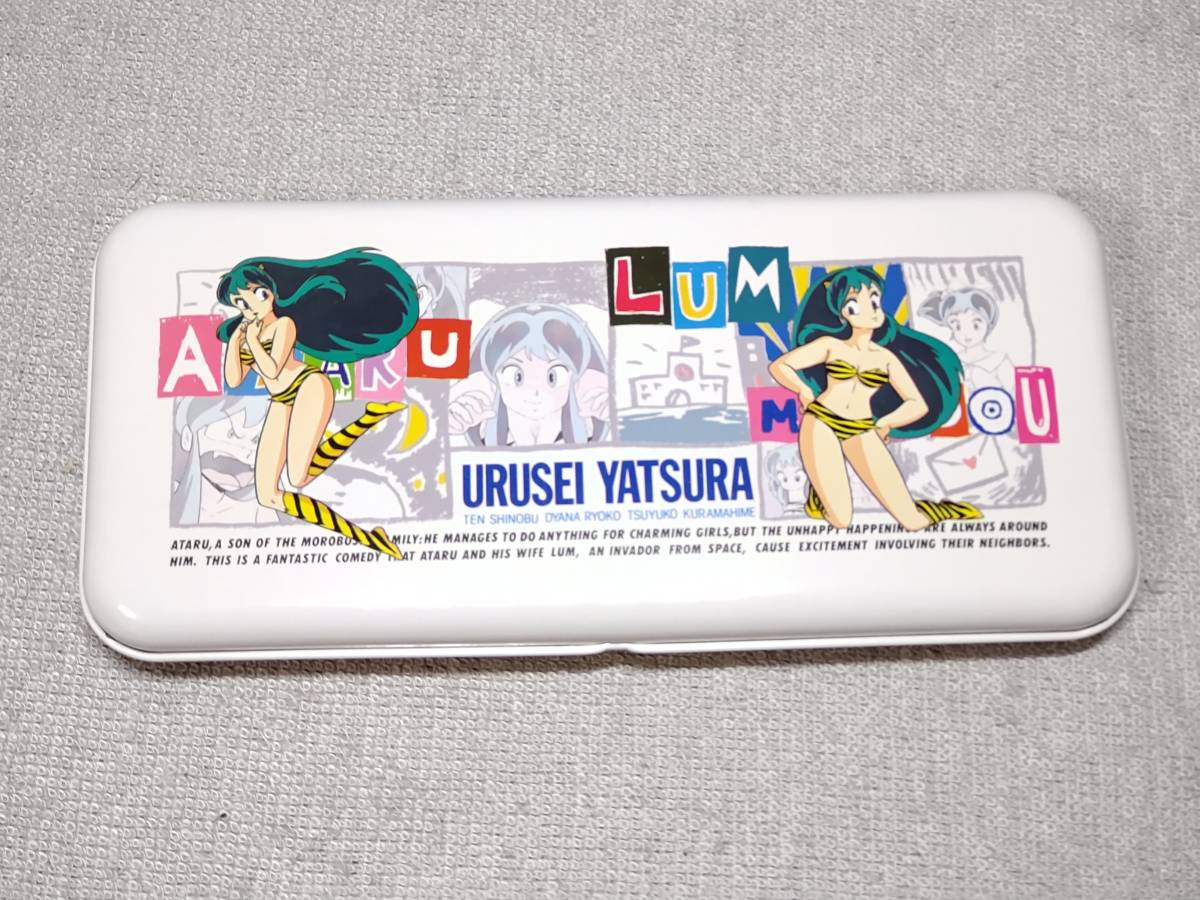 LUM
A ARU
M OU
URUSEI YATSURA
TEN SHINOBU OYANA RYOKO TSUYUKO KURAMAHIME
ATARU, A SON OF THE MOROBOS MILY: HE MANAGES TO DO ANYTHING FOR CHARMING GIRLS, BUT THE UNHAPPY HAPPENIN ARE ALWAYS AROUND
HIM. THIS IS A FANTASTIC COMEDY T AT ATARU AND HIS WIFE LUM, AN INVADOR FROM SPACE, CAUSE EXCITEMENT INVOLVING THEIR NEIGHBORS.